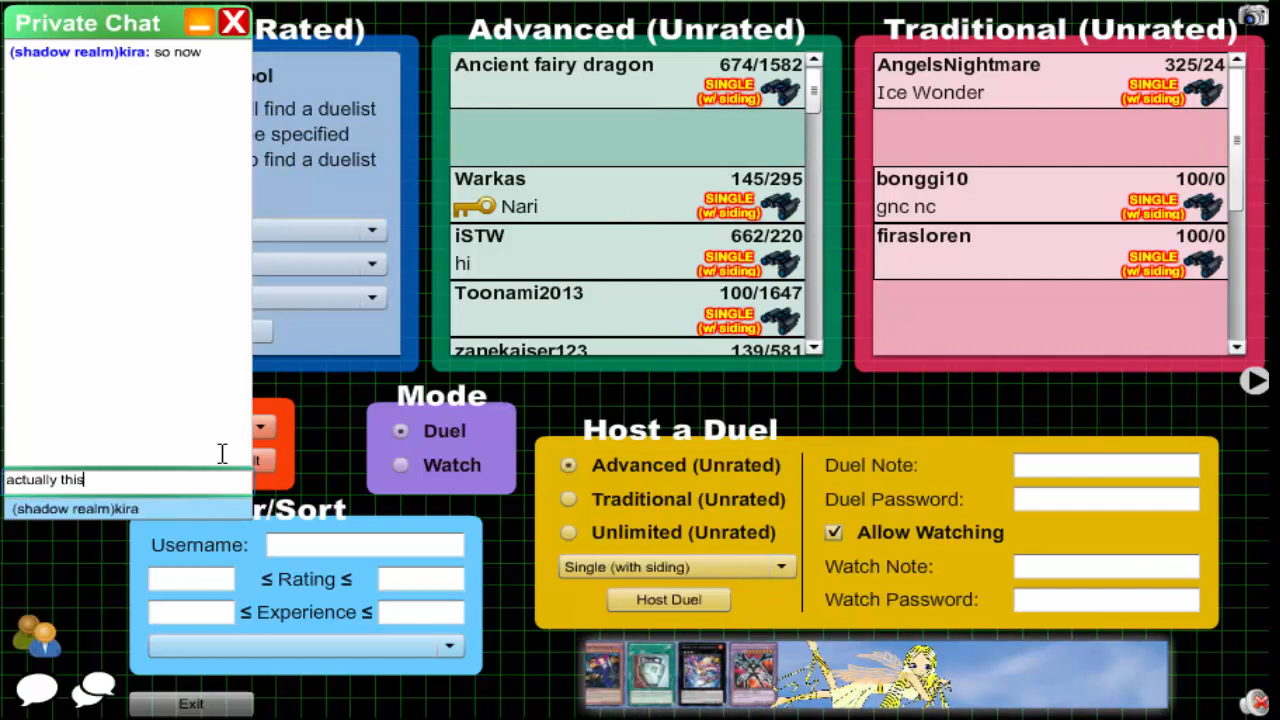 Private Chat
(shadow realm)kira: so now
actually this
(shadow realm)kira
Rated)
ool
ll find a duelist
e specified
o find a duelist
Advanced (Unrated)
Ancient fairy dragon 674/1582
SINGLE
(w/ siding)
Warkas 145/295
Nari SINGLE
(w/ siding)
iSTW 662/220
hi SINGLE
(w/ siding)
Toonami2013 100/1647
SINGLE
(w/ siding)
zanekaiser123 139/581
Traditional (Unrated)
AngelsNightmare 325/24
Ice Wonder SINGLE
(w/ siding)
bonggi10 100/0
gnc nc SINGLE
(w/ siding)
firasloren 100/0
SINGLE
(w/ siding)
it
Mode
Duel
Watch
r/Sort
Username:
≤ Rating ≤
≤ Experience ≤
Exit
Host a Duel
Advanced (Unrated)
Traditional (Unrated)
Unlimited (Unrated)
Single (with siding)
Host Duel
Duel Note:
Duel Password:
Allow Watching
Watch Note:
Watch Password: